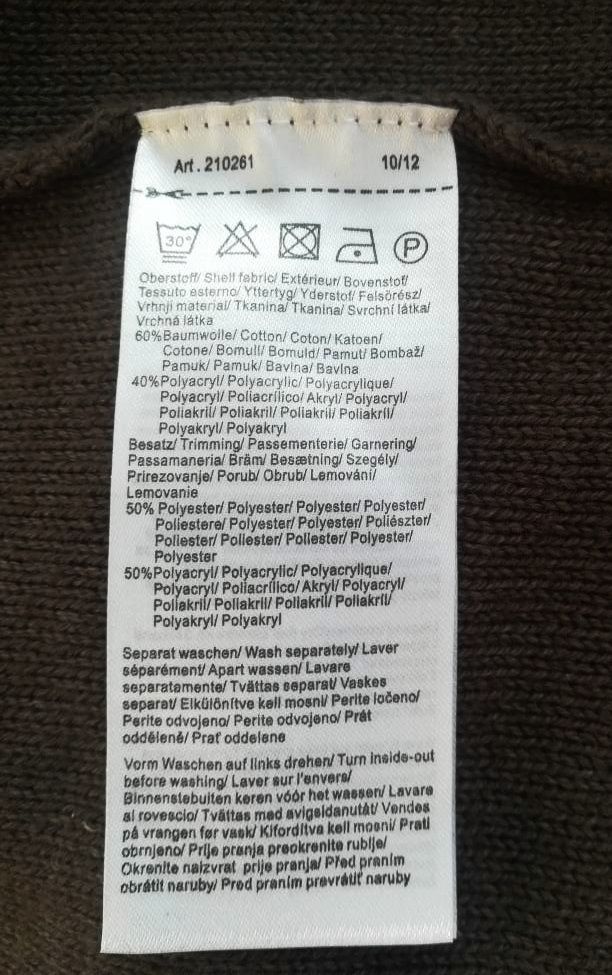 Art. 210261 10/12
30°
P
Oberstoff/ Shell fabric/ Extérieur/ Bovenstof/
Tessuto esterno/ Yttertyg/ Yderstof/ Felsörész/
Vrhnji material/ Tkanina/ Tkanina/ Svrchní látka/
Vrchná látka
60%Baumwolle/ Cotton/ Coton/ Katoen/
Cotone/ Bomull/ Bomuld/ Pamut/ Bombaž/
Pamuk/ Pamuk/ Bavlna/ Bavlna
40%Polyacryl/ Polyacrylic/ Polyacrylique/
Polyacryl/ Poliacrílico/ Akryl/ Polyacryl/
Poliakril/ Poliakril/ Poliakril/ Poliakril/
Polyakryl/ Polyakryl
Besatz/ Trimming/ Passementerie/ Garnering/
Passamaneria/ Bräm/ Besætning/ Szegély/
Prirezovanje/ Porub/ Obrub/ Lemování/
Lemovanie
50% Polyester/ Polyester/ Polyester/ Polyester/
Poliestere/ Polyester/ Polyester/ Poliészter/
Poliester/ Poliester/ Poliester/ Polyester/
Polyester
50%Polyacryl/ Polyacrylic/ Polyacrylique/
Polyacryl/ Poliacrílico/ Akryl/ Polyacryl/
Poliakril/ Poliakril/ Poliakril/ Poliakril/
Polyakryl/ Polyakryl
Separat waschen/ Wash separately/ Laver
séparément/ Apart wassen/ Lavare
separatamente/ Tvättas separat/ Vaskes
separat/ Elkülönítve kell mosni/ Perite ločeno/
Perite odvojeno/ Perite odvojeno/ Prát
odděleně/ Prať oddelene
Vorm Waschen auf links drehen/ Turn inside-out
before washing/ Laver sur l'envers/
Binnenstebuiten keren vóór het wassen/ Lavare
al rovescio/ Tvättas med avigsidanutåt/ Vendes
på vrangen før vask/ Kifordítva kell mosni/ Prati
obrnjeno/ Prije pranja preokrenite rublje/
Okrenite naizvrat prije pranja/ Před praním
obrátit naruby/ Pred praním prevrátiť naruby